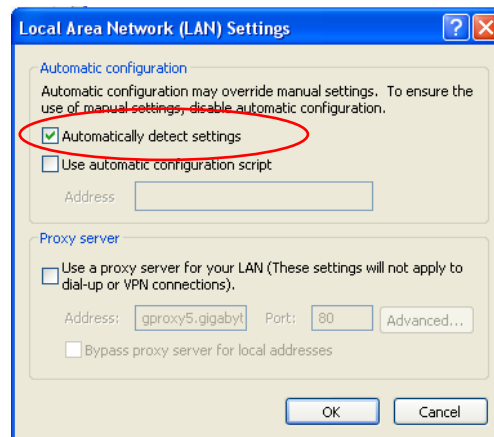 Local Area Network (LAN) Settings
Automatic configuration
Automatic configuration may override manual settings. To ensure the
use of manual settings, disable automatic configuration.
Automatically detect settings
Use automatic configuration script
Address
Proxy server
Use a proxy server for your LAN (These settings will not apply to
dial-up or VPN connections).
Address: gproxy5.gigabyt Port: 80 Advanced...
Bypass proxy server for local addresses
OK Cancel